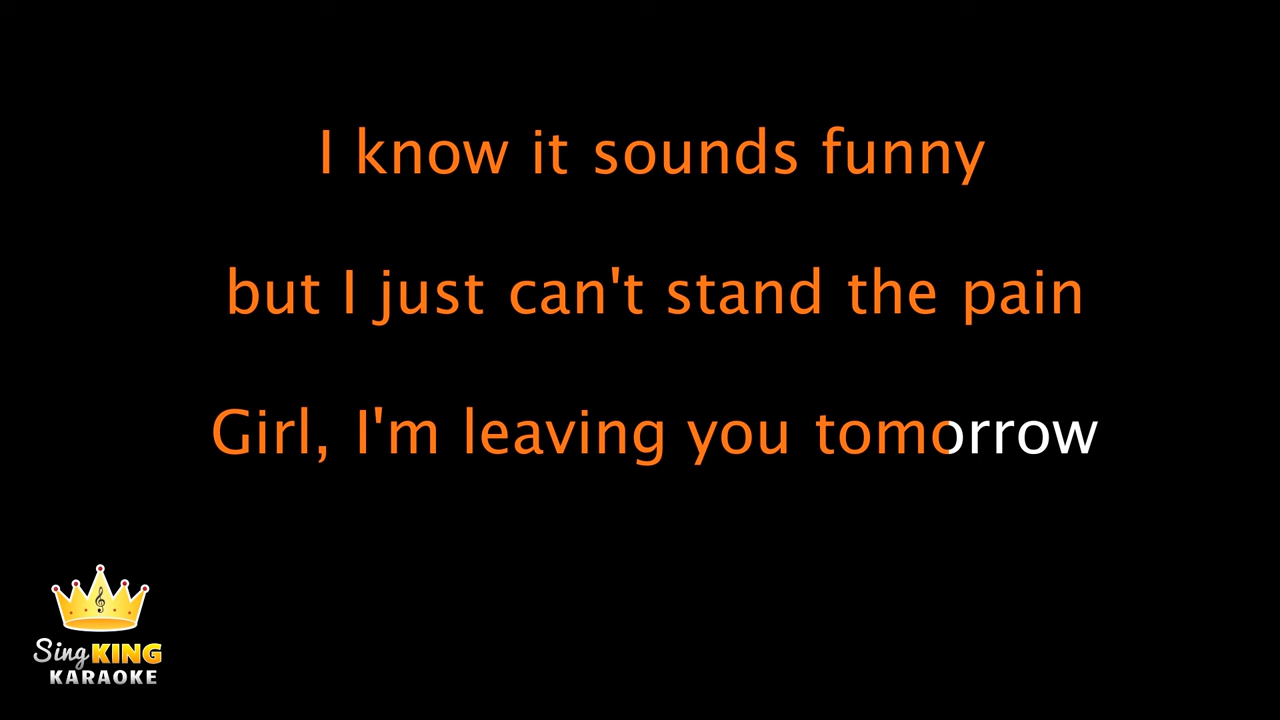 I know it sounds funny
but I just can't stand the pain
Girl, I'm leaving you tomorrow
Sing KING
KARAOKE